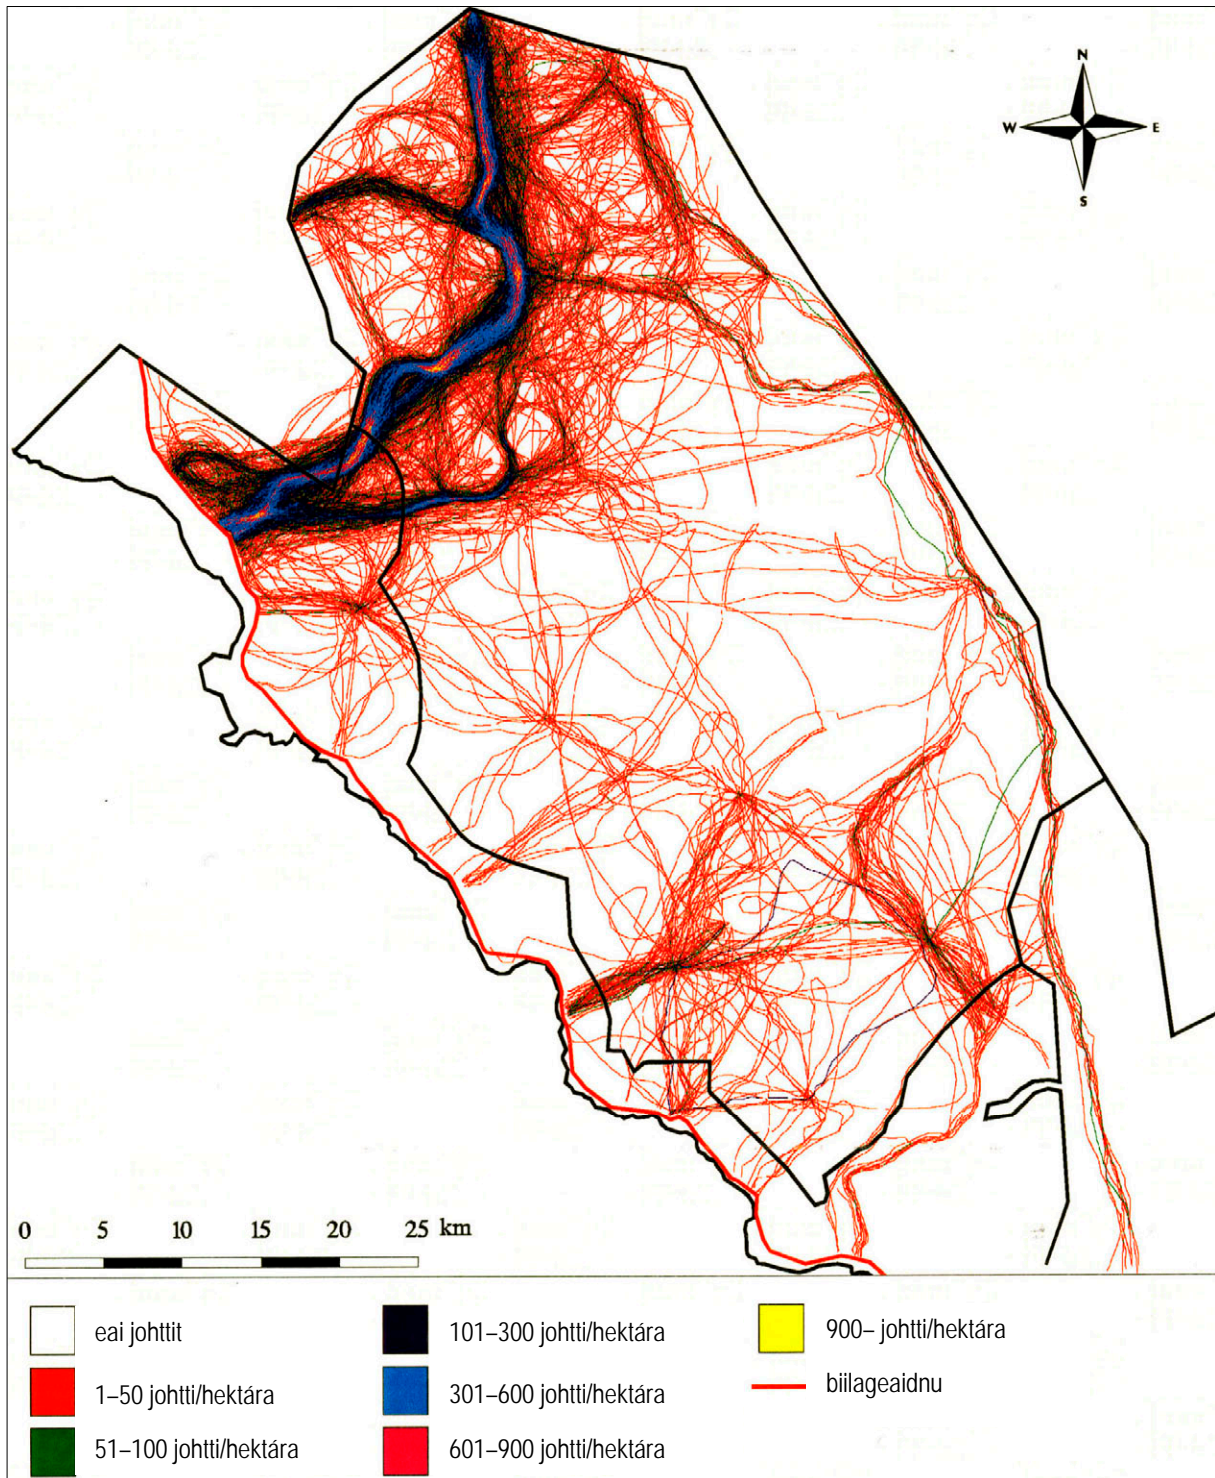 N
W E
S
0 5 10 15 20 25 km
eai johttit
1–50 johtti/hektára
51–100 johtti/hektára
101–300 johtti/hektára
301–600 johtti/hektára
601–900 johtti/hektára
900– johtti/hektára
biilageaidnu